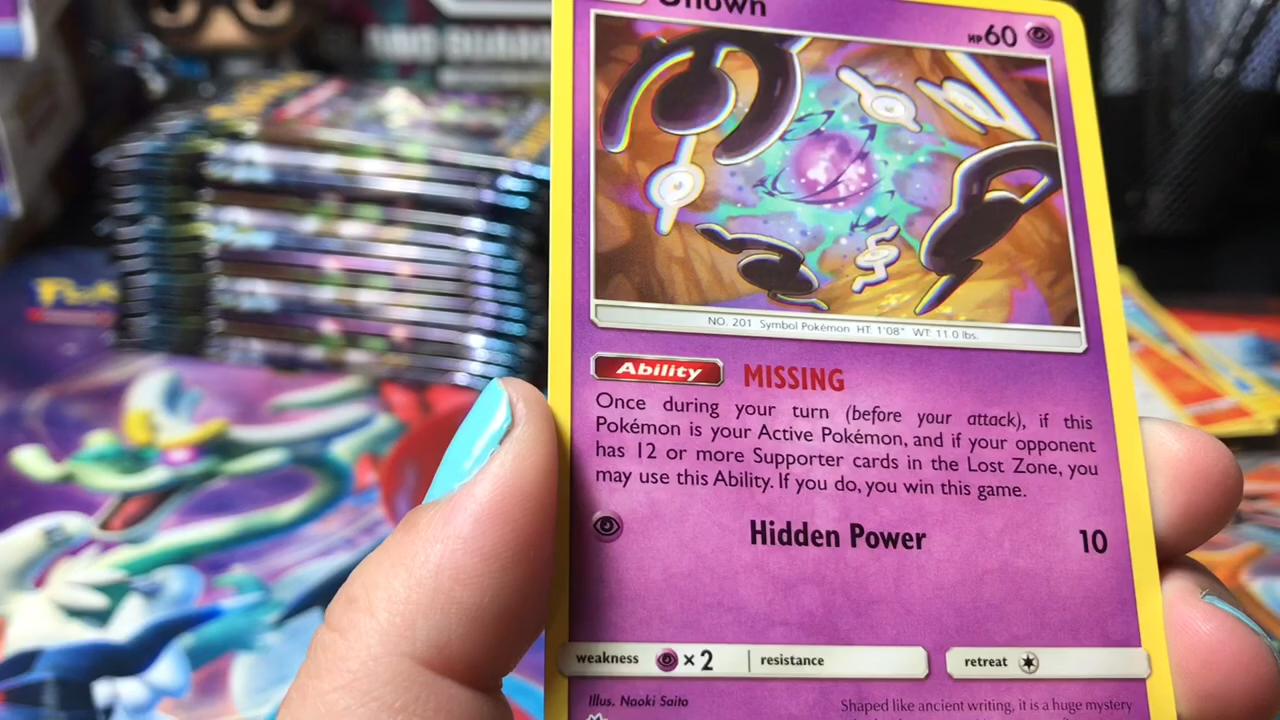 Unown
HP60
NO. 201 Symbol Pokémon HT: 1'08" WT: 11.0 lbs.
Ability MISSING
Once during your turn (before your attack), if this
Pokémon is your Active Pokémon, and if your opponent
has 12 or more Supporter cards in the Lost Zone, you
may use this Ability. If you do, you win this game.
Hidden Power 10
weakness ×2 resistance
retreat
Illus. Naoki Saito
Shaped like ancient writing, it is a huge mystery